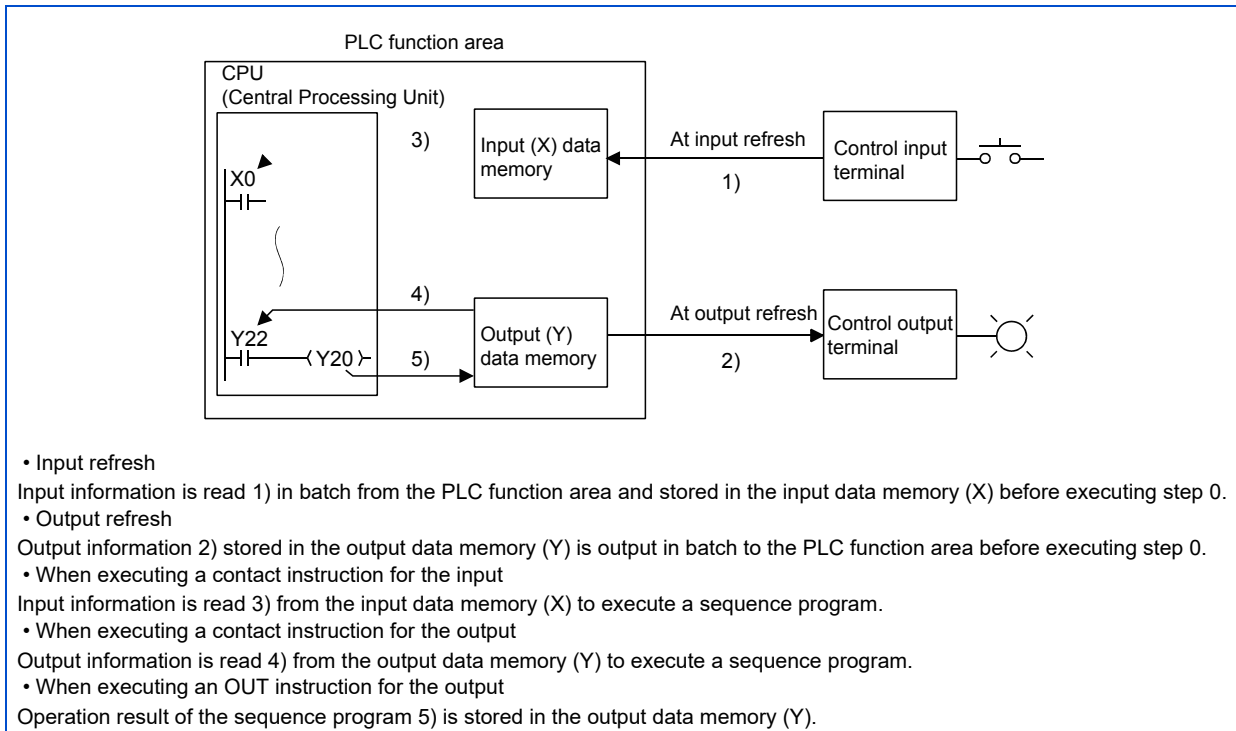 PLC function area
CPU
(Central Processing Unit)
3)
Input (X) data
memory
At input refresh
1)
Control input
terminal
X0
4)
Y22
Y20
5)
Output (Y)
data memory
At output refresh
2)
Control output
terminal
• Input refresh
Input information is read 1) in batch from the PLC function area and stored in the input data memory (X) before executing step 0.
• Output refresh
Output information 2) stored in the output data memory (Y) is output in batch to the PLC function area before executing step 0.
• When executing a contact instruction for the input
Input information is read 3) from the input data memory (X) to execute a sequence program.
• When executing a contact instruction for the output
Output information is read 4) from the output data memory (Y) to execute a sequence program.
• When executing an OUT instruction for the output
Operation result of the sequence program 5) is stored in the output data memory (Y).